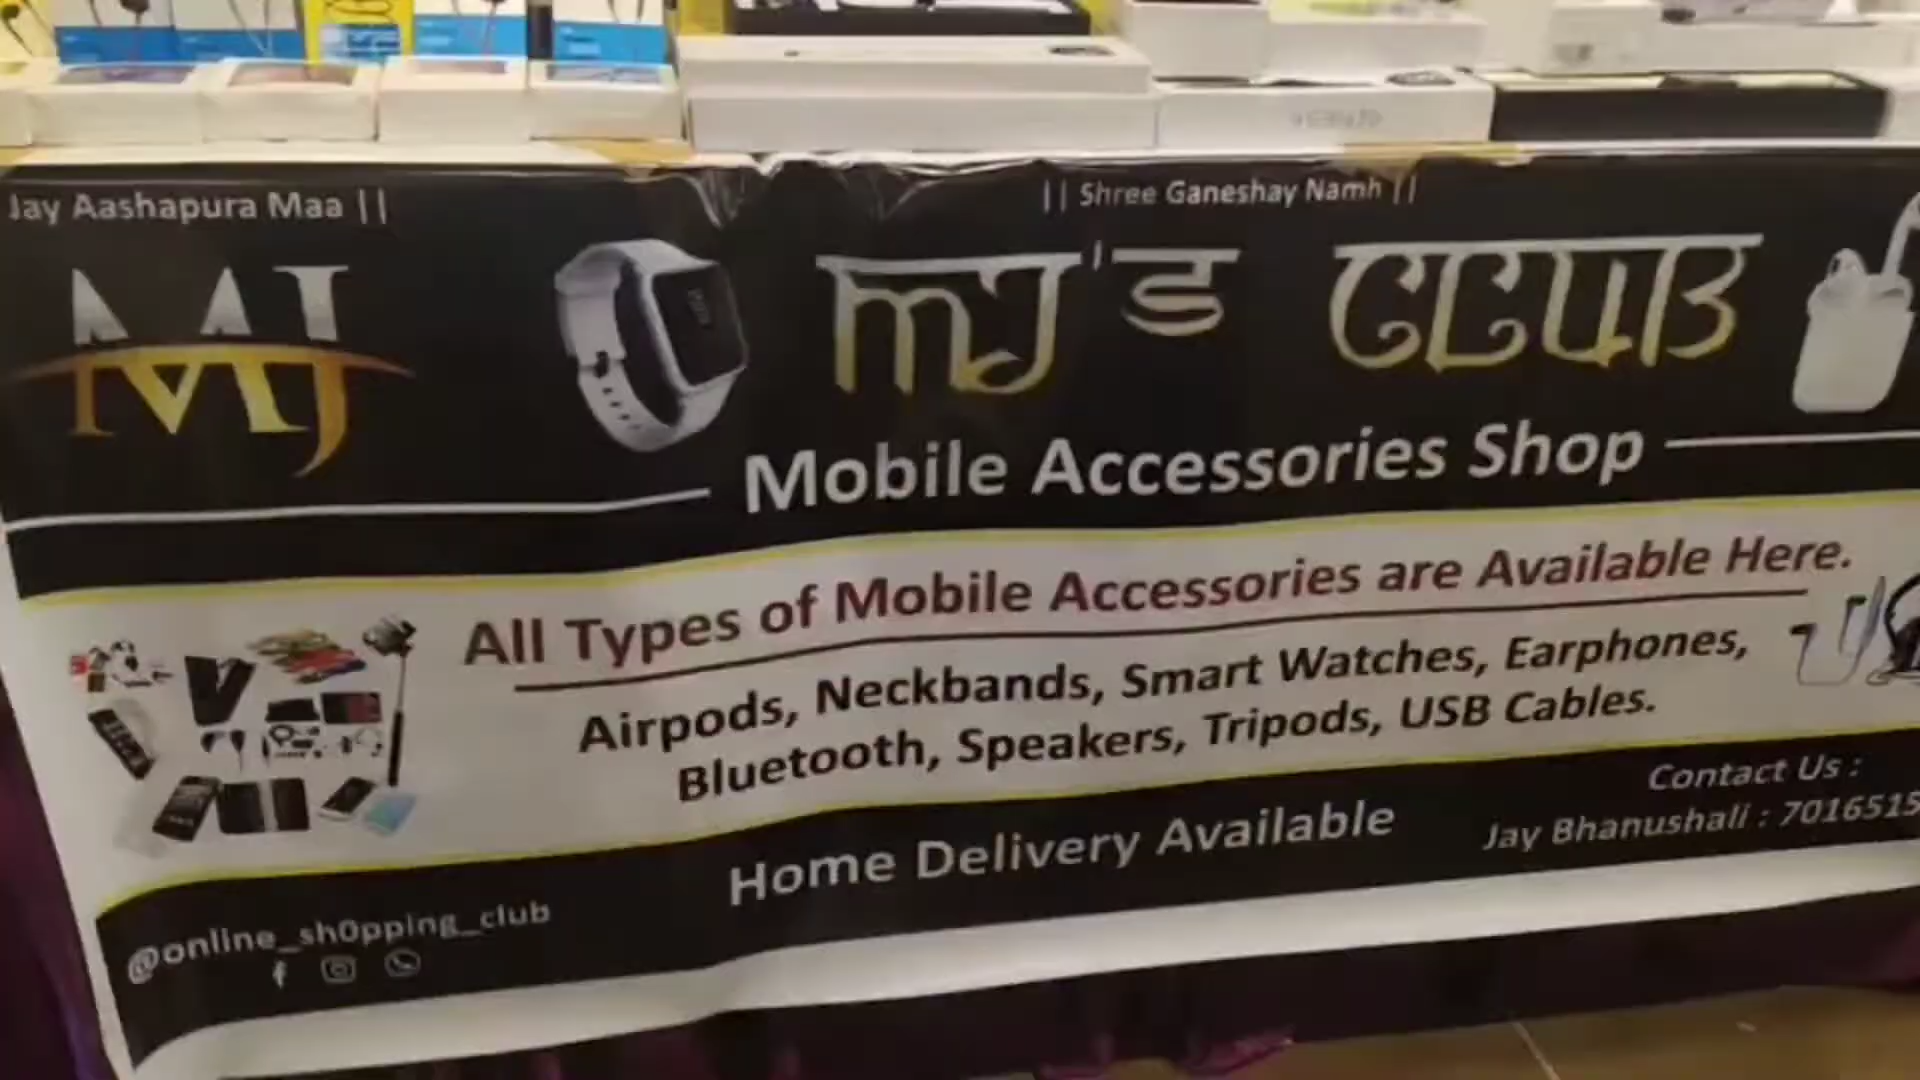 Jay Aashapura Maa ||
|| Shree Ganeshay Namh ||
MJ
MJ's CLUB
Mobile Accessories Shop
All Types of Mobile Accessories are Available Here.
Airpods, Neckbands, Smart Watches, Earphones,
Bluetooth, Speakers, Tripods, USB Cables.
Home Delivery Available
Contact Us :
Jay Bhanushali : 7016515
@online_sh0pping_club